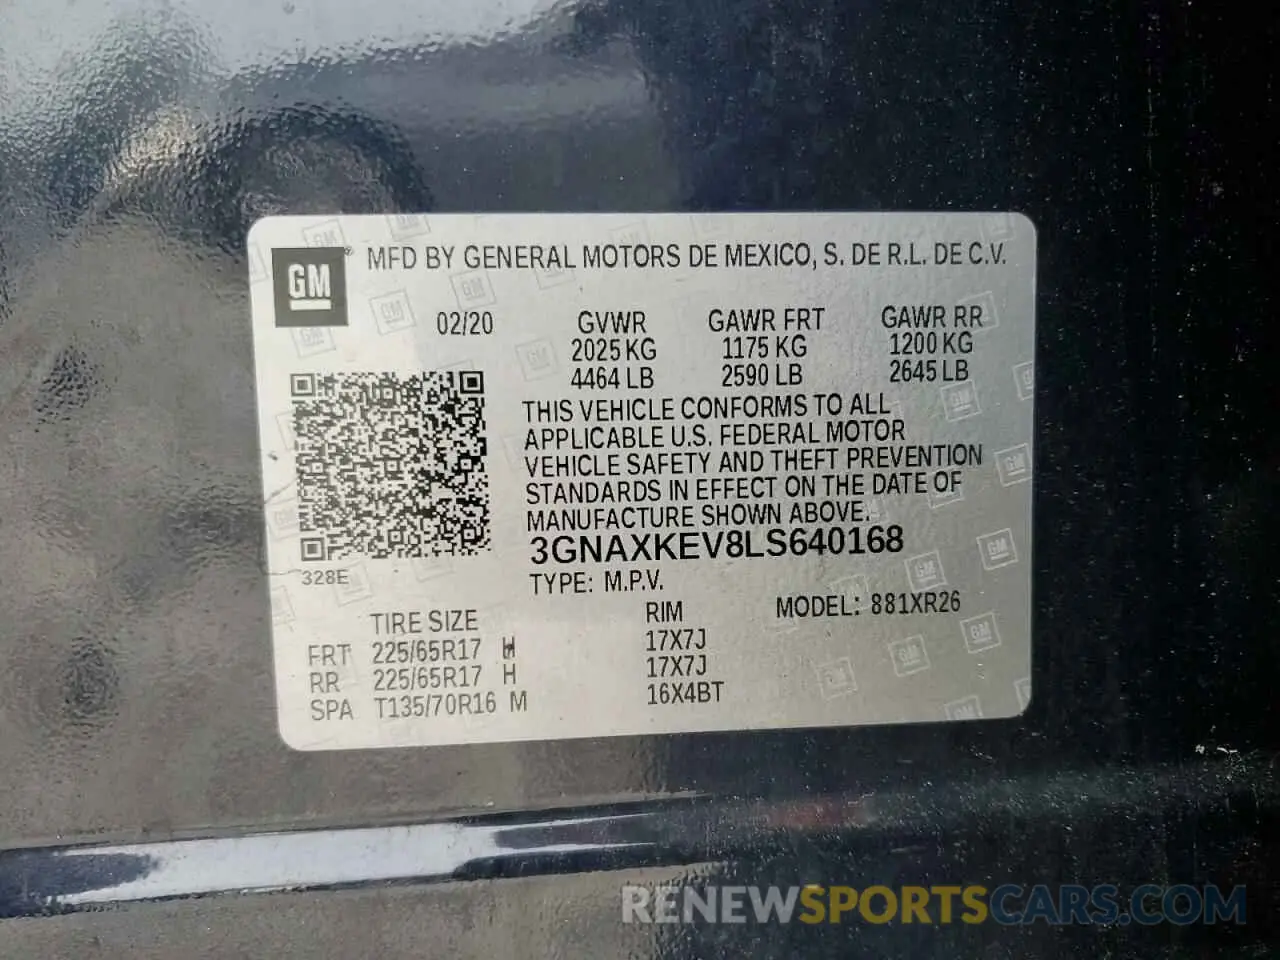 GM ® MFD BY GENERAL MOTORS DE MEXICO, S. DE R.L. DE C.V.
02/20 GVWR GAWR FRT GAWR RR
2025 KG 1175 KG 1200 KG
4464 LB 2590 LB 2645 LB
THIS VEHICLE CONFORMS TO ALL
APPLICABLE U.S. FEDERAL MOTOR
VEHICLE SAFETY AND THEFT PREVENTION
STANDARDS IN EFFECT ON THE DATE OF
MANUFACTURE SHOWN ABOVE.
3GNAXKEV8LS640168
328E
TYPE: M.P.V.
TIRE SIZE RIM MODEL: 881XR26
FRT 225/65R17 H 17X7J
RR 225/65R17 H 17X7J
SPA T135/70R16 M 16X4BT
RENEWSPORTSCARS.COM